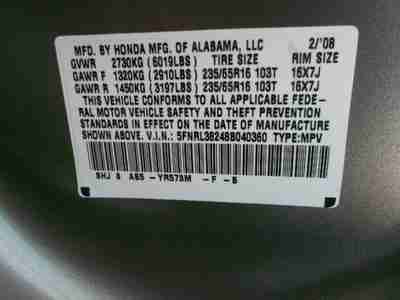 MFD. BY HONDA MFG. OF ALABAMA, LLC 2/'08
GVWR 2730KG (6019LBS) TIRE SIZE RIM SIZE
GAWR F 1320KG (2910LBS) 235/65R16 103T 16X7J
GAWR R 1450KG (3197LBS) 235/65R16 103T 16X7J
THIS VEHICLE CONFORMS TO ALL APPLICABLE FEDE-
RAL MOTOR VEHICLE SAFETY AND THEFT PREVENTION
STANDARDS IN EFFECT ON THE DATE OF MANUFACTURE
SHOWN ABOVE. V.I.N.: 5FNRL38248B040360 TYPE:MPV
SHJ 8 A65 -YR573M -F -5